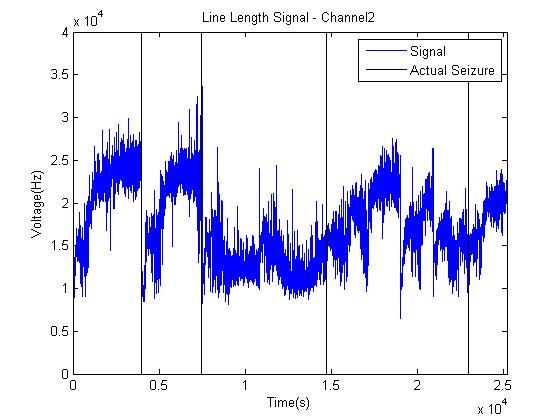 Line Length Signal - Channel2
x 10^4
4
3.5
3
2.5
2
1.5
1
0.5
0
Voltage(Hz)
Signal
Actual Seizure
0 0.5 1 1.5 2 2.5
x 10^4
Time(s)